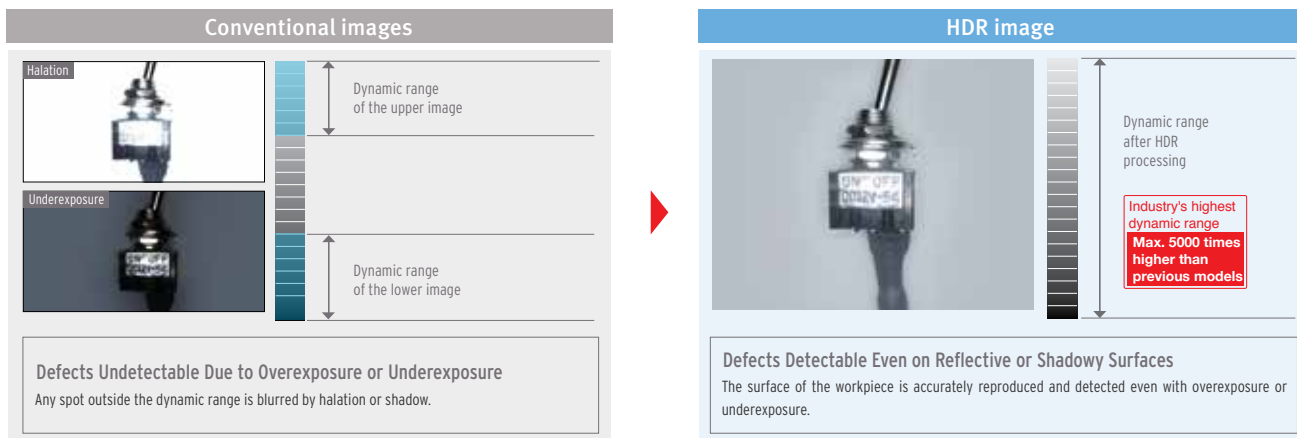 Conventional images
Halation
Dynamic range
of the upper image
Underexposure
Dynamic range
of the lower image
Defects Undetectable Due to Overexposure or Underexposure
Any spot outside the dynamic range is blurred by halation or shadow.
HDR image
ON OFF
Dynamic range
after HDR
processing
Industry's highest
dynamic range
Max. 5000 times
higher than
previous models
Defects Detectable Even on Reflective or Shadowy Surfaces
The surface of the workpiece is accurately reproduced and detected even with overexposure or
underexposure.